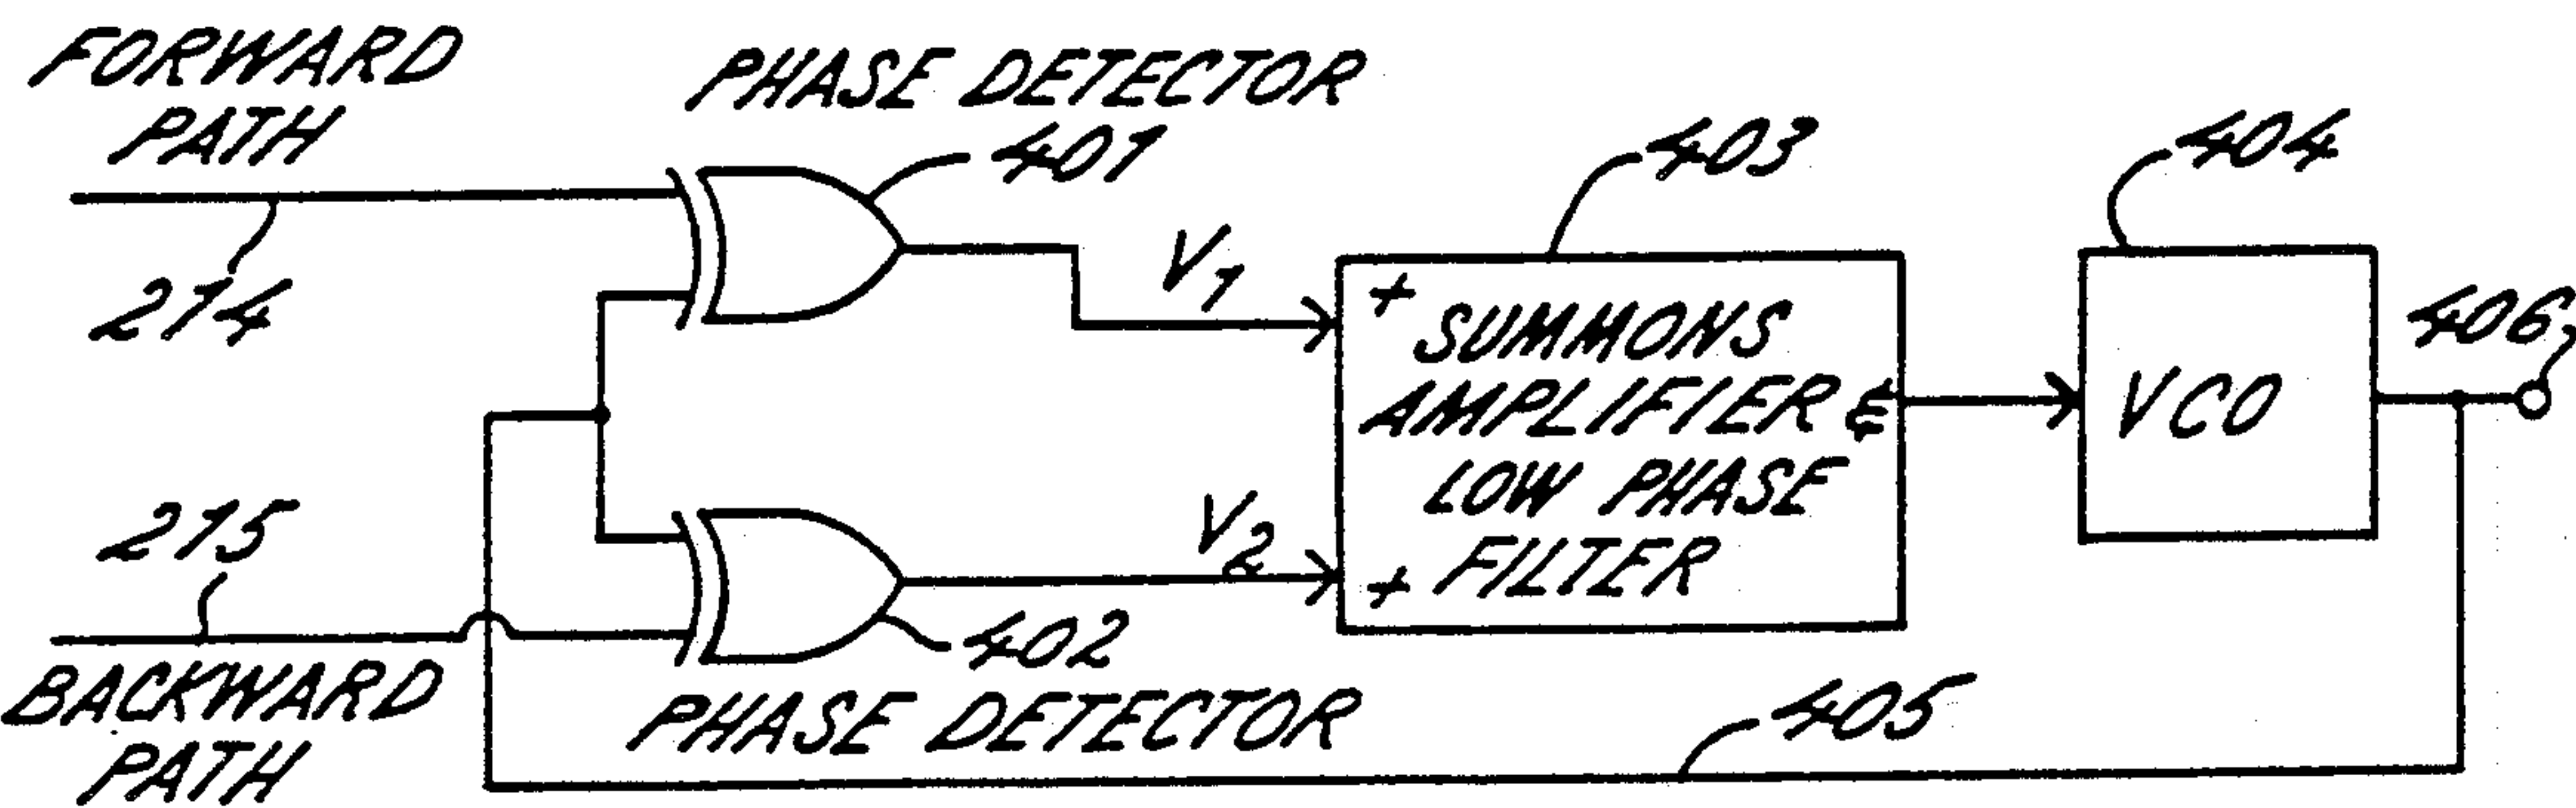 FORWARD
PATH
214
PHASE DETECTOR
401
V1
403
404
406
+
SUMMONS
AMPLIFIER &
LOW PHASE
FILTER
+
VCO
215
BACKWARD
PATH
V2
402
PHASE DETECTOR
405